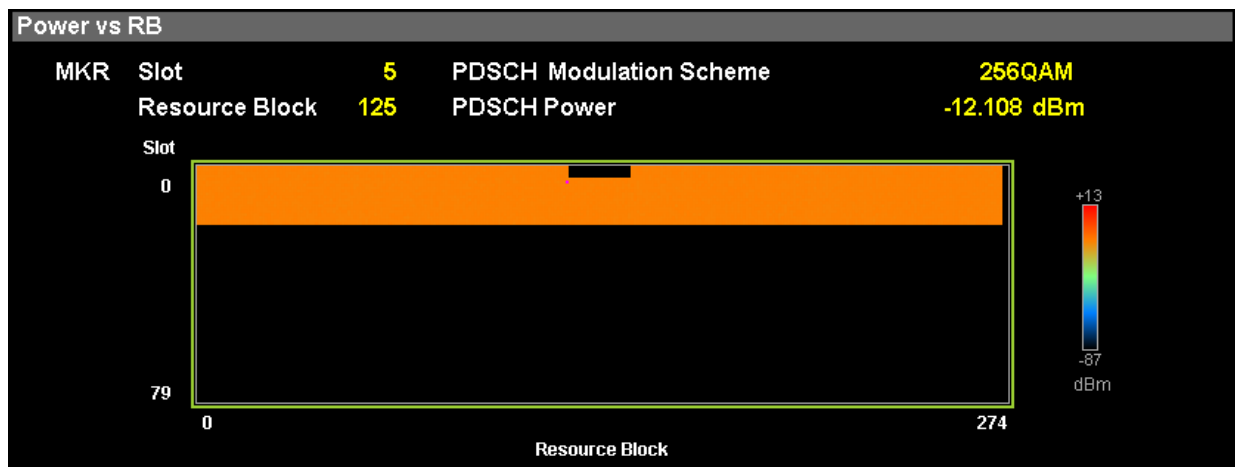 Power vs RB
MKR Slot 5 PDSCH Modulation Scheme 256QAM
Resource Block 125 PDSCH Power -12.108 dBm
Slot
0
+13
-87
dBm
79
0 274
Resource Block